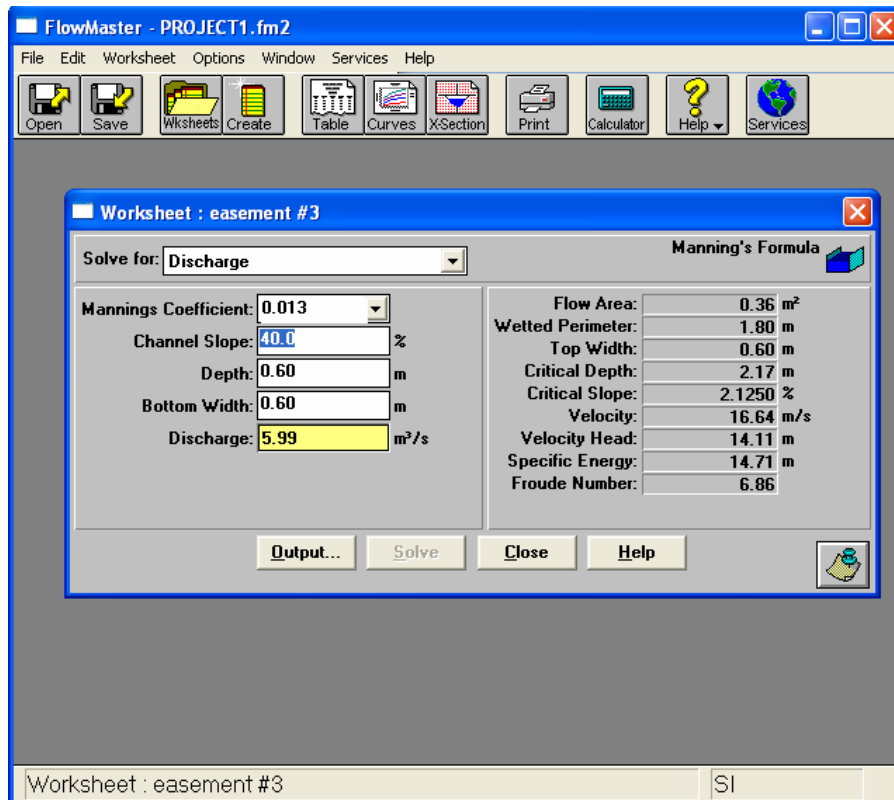 FlowMaster - PROJECT1.fm2
File Edit Worksheet Options Window Services Help
Open Save Wksheets Create Table Curves X-Section Print Calculator Help Services
Worksheet : easement #3
Solve for: Discharge
Manning's Formula
Mannings Coefficient: 0.013
Channel Slope: 40.0 %
Depth: 0.60 m
Bottom Width: 0.60 m
Discharge: 5.99 m³/s
Flow Area: 0.36 m²
Wetted Perimeter: 1.80 m
Top Width: 0.60 m
Critical Depth: 2.17 m
Critical Slope: 2.1250 %
Velocity: 16.64 m/s
Velocity Head: 14.11 m
Specific Energy: 14.71 m
Froude Number: 6.86
Output... Solve Close Help
Worksheet : easement #3 SI